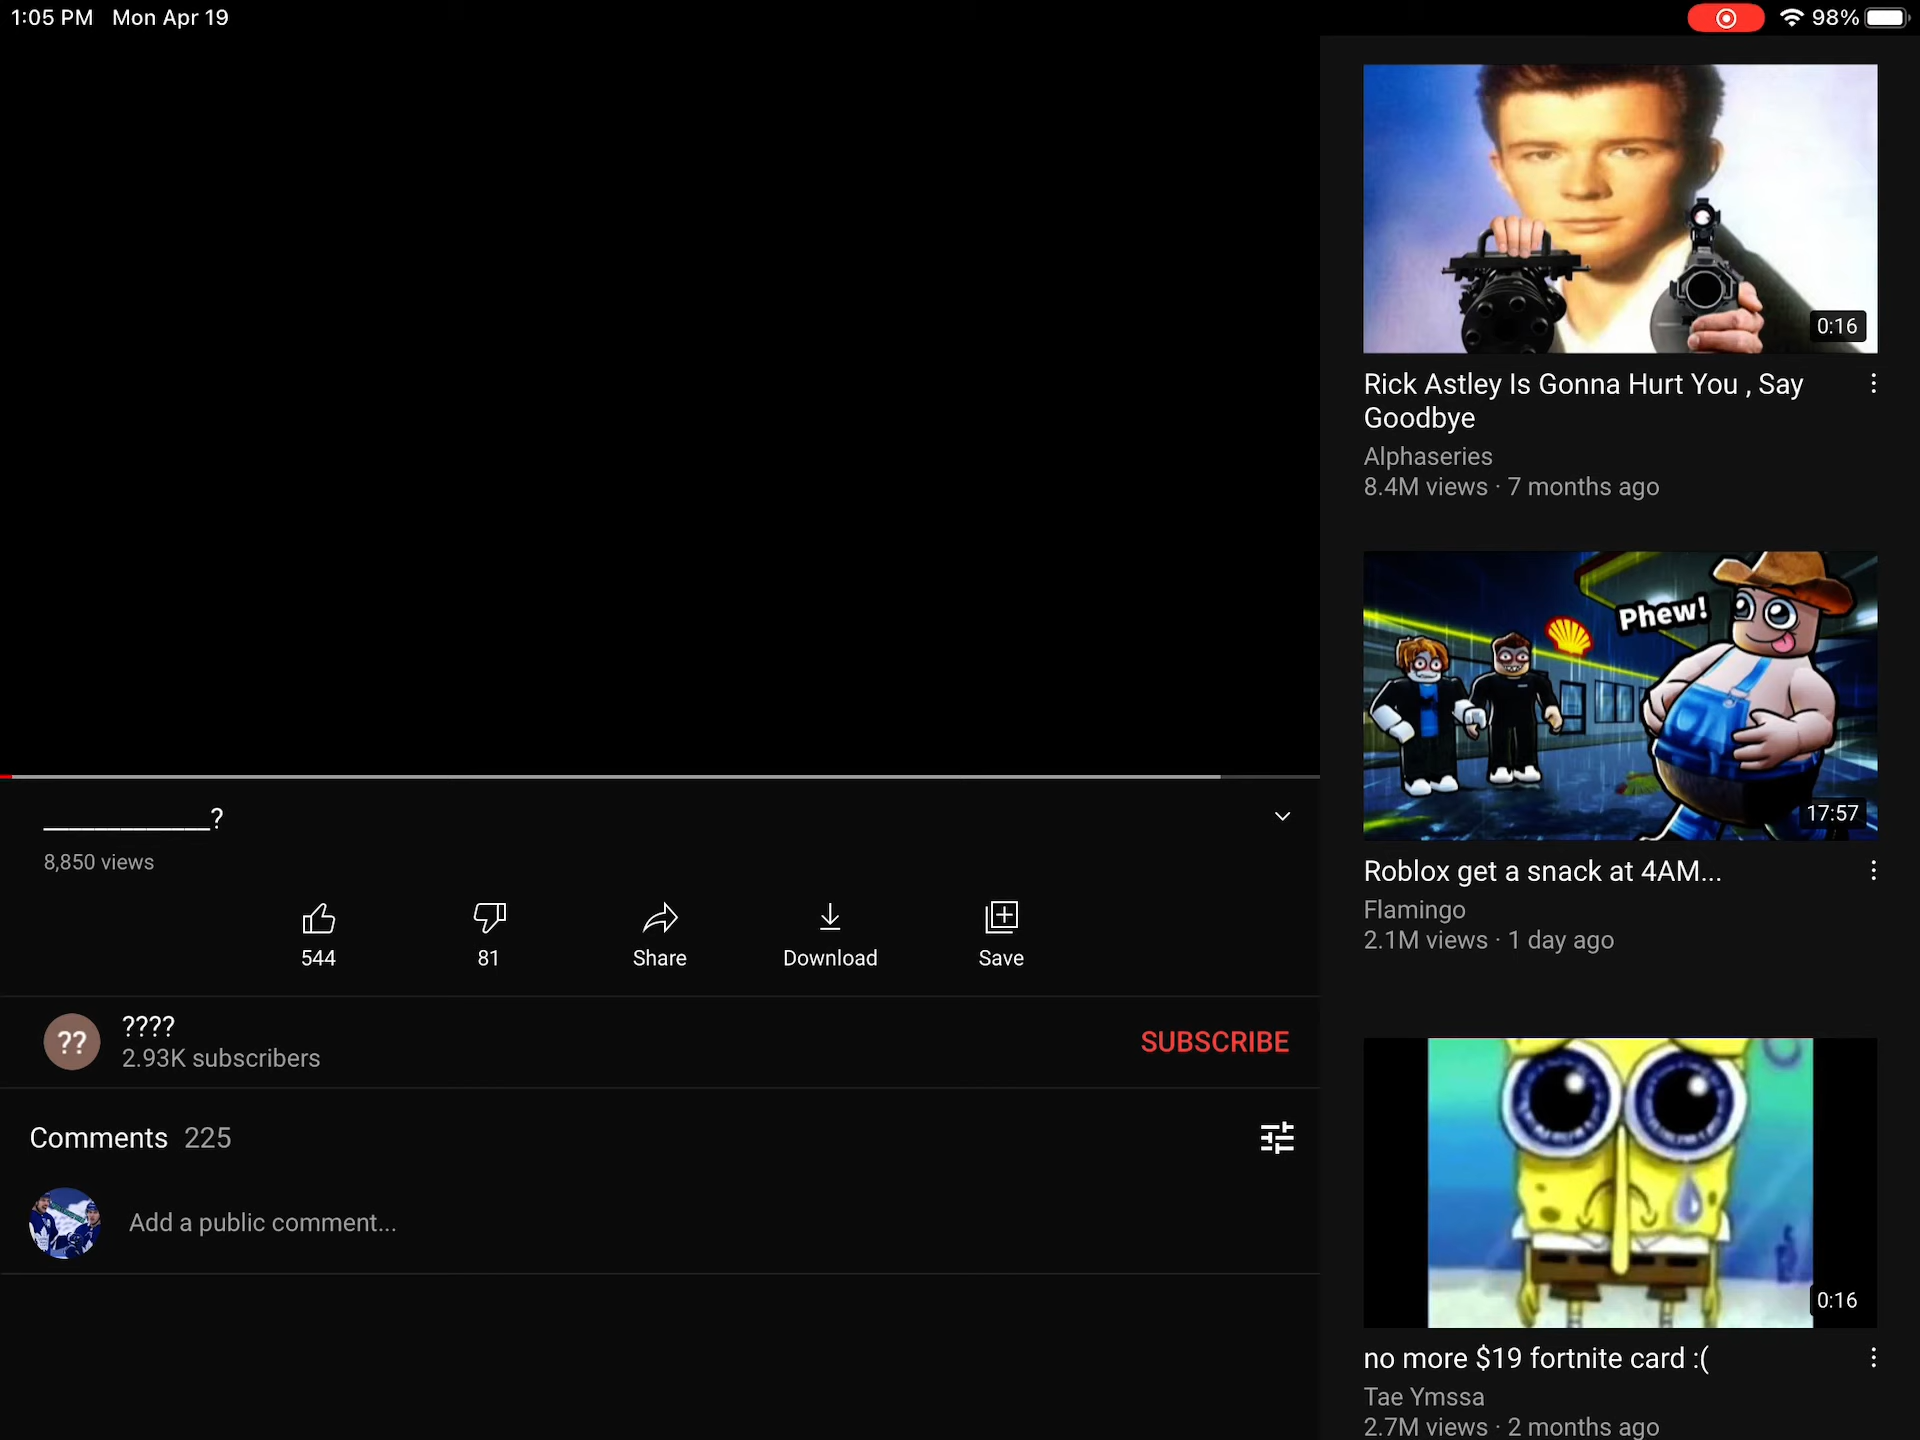 1:05 PM Mon Apr 19
98%
_____________?
8,850 views
544
81
Share
Download
Save
??
????
2.93K subscribers
SUBSCRIBE
Comments 225
Add a public comment...
0:16
Rick Astley Is Gonna Hurt You , Say
Goodbye
Alphaseries
8.4M views · 7 months ago
Phew!
17:57
Roblox get a snack at 4AM...
Flamingo
2.1M views · 1 day ago
0:16
no more $19 fortnite card :(
Tae Ymssa
2.7M views · 2 months ago